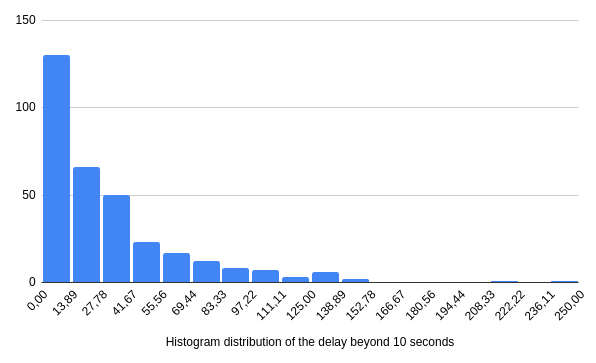 150
100
50
0
0,00 13,89 27,78 41,67 55,56 69,44 83,33 97,22 111,11 125,00 138,89 152,78 166,67 180,56 194,44 208,33 222,22 236,11 250,00
Histogram distribution of the delay beyond 10 seconds